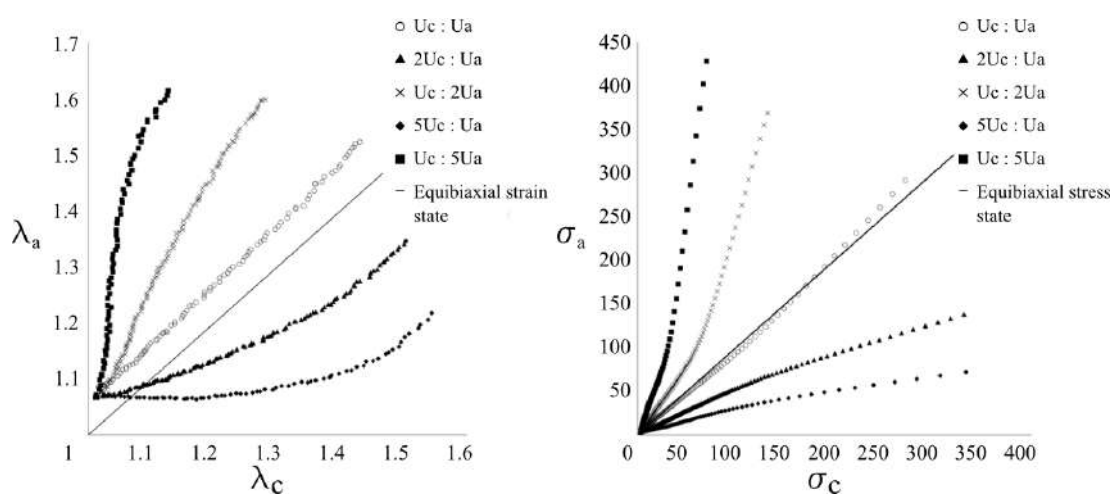 1.7
1.6
1.5
1.4
1.3
1.2
1.1
1
1.1
1.2
1.3
1.4
1.5
1.6
λa
λc
Uc : Ua
2Uc : Ua
Uc : 2Ua
5Uc : Ua
Uc : 5Ua
Equibiaxial strain
state
450
400
350
300
250
200
150
100
50
0
50
100
150
200
250
300
350
400
σa
σc
Uc : Ua
2Uc : Ua
Uc : 2Ua
5Uc : Ua
Uc : 5Ua
Equibiaxial stress
state